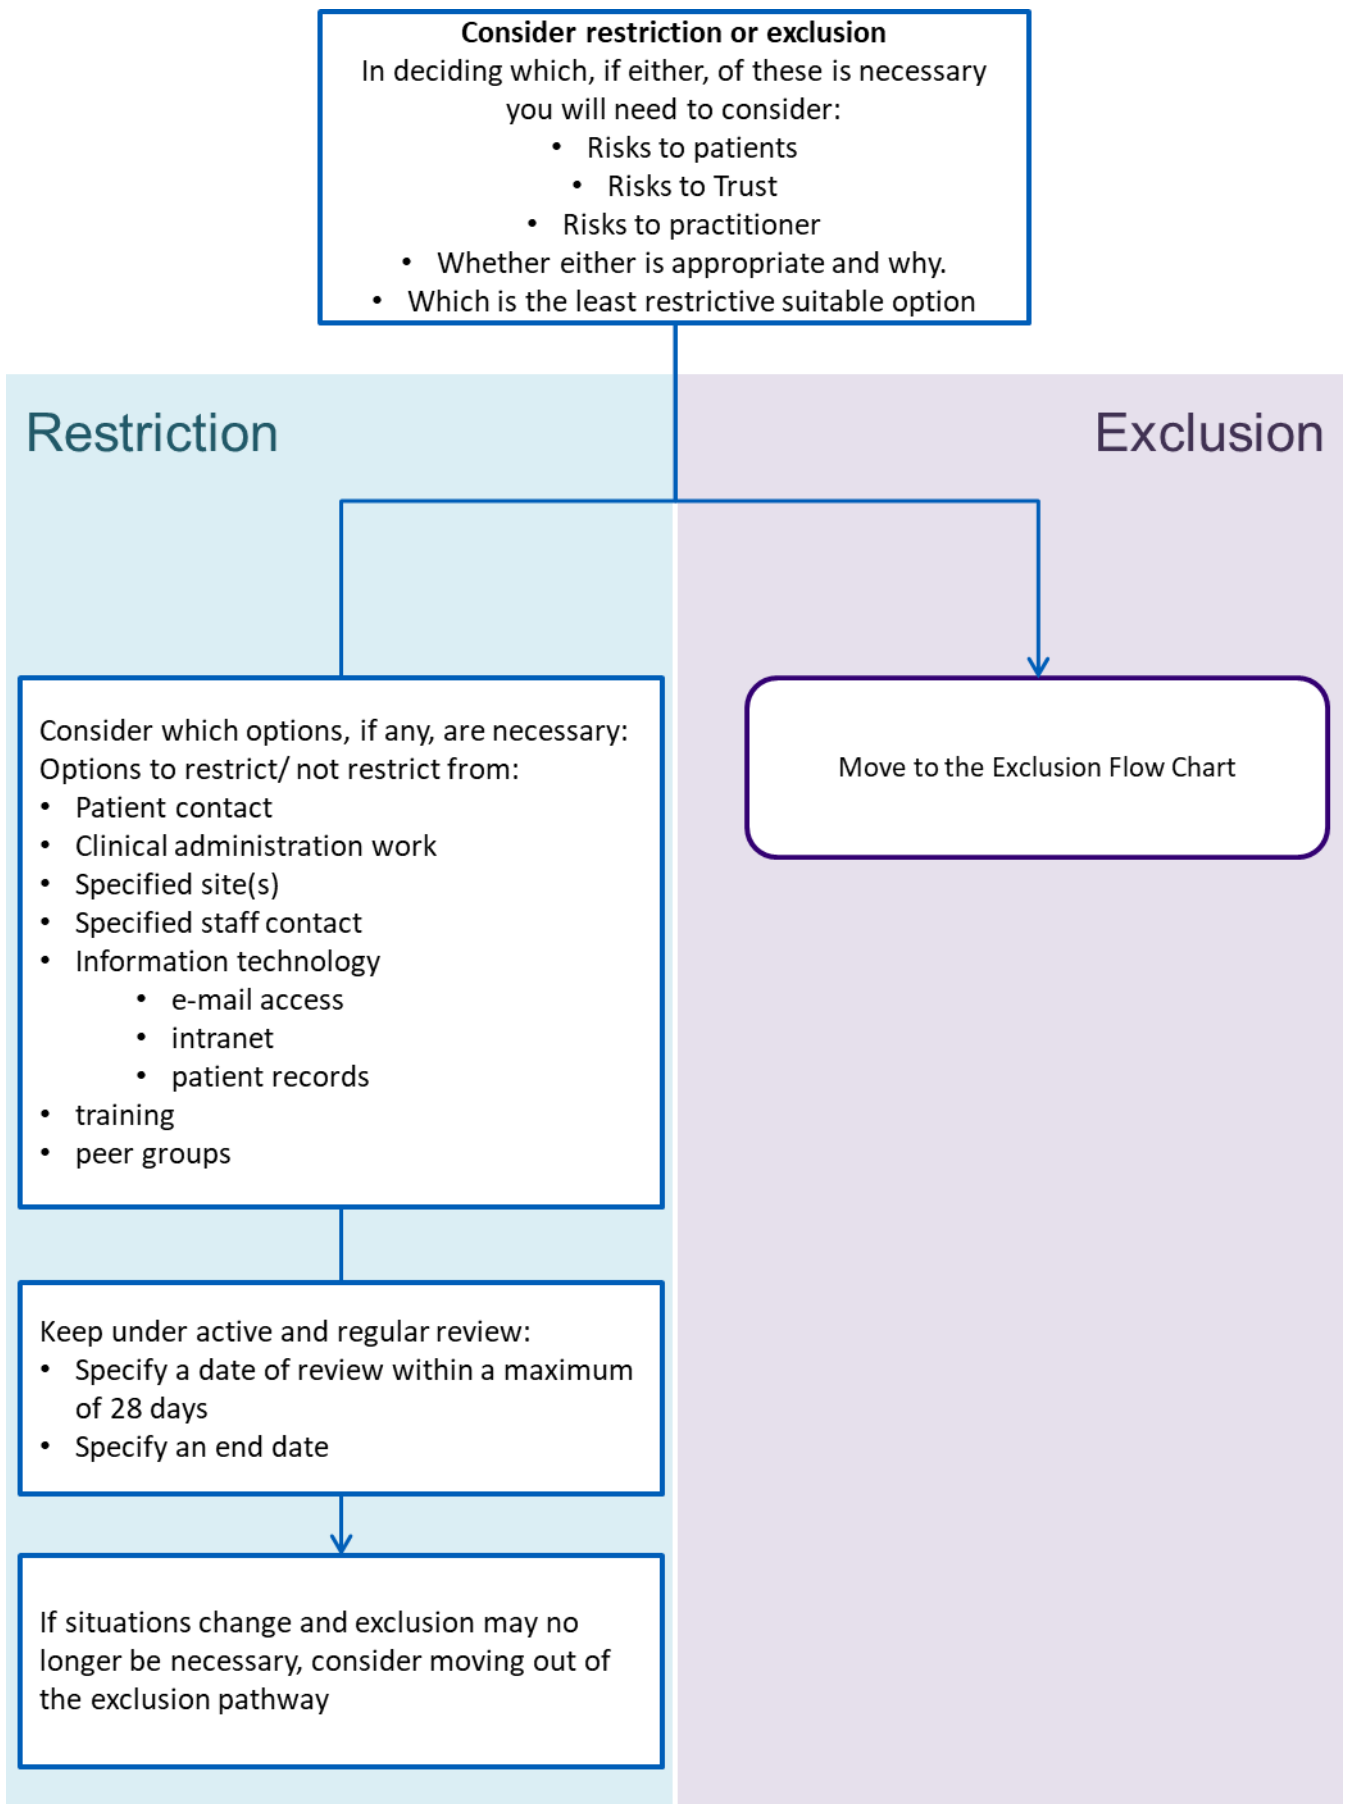 Consider restriction or exclusion
In deciding which, if either, of these is necessary
you will need to consider:
• Risks to patients
• Risks to Trust
• Risks to practitioner
• Whether either is appropriate and why.
• Which is the least restrictive suitable option
Restriction
Exclusion
Consider which options, if any, are necessary:
Options to restrict/ not restrict from:
• Patient contact
• Clinical administration work
• Specified site(s)
• Specified staff contact
• Information technology
• e-mail access
• intranet
• patient records
• training
• peer groups
Move to the Exclusion Flow Chart
Keep under active and regular review:
• Specify a date of review within a maximum
of 28 days
• Specify an end date
If situations change and exclusion may no
longer be necessary, consider moving out of
the exclusion pathway